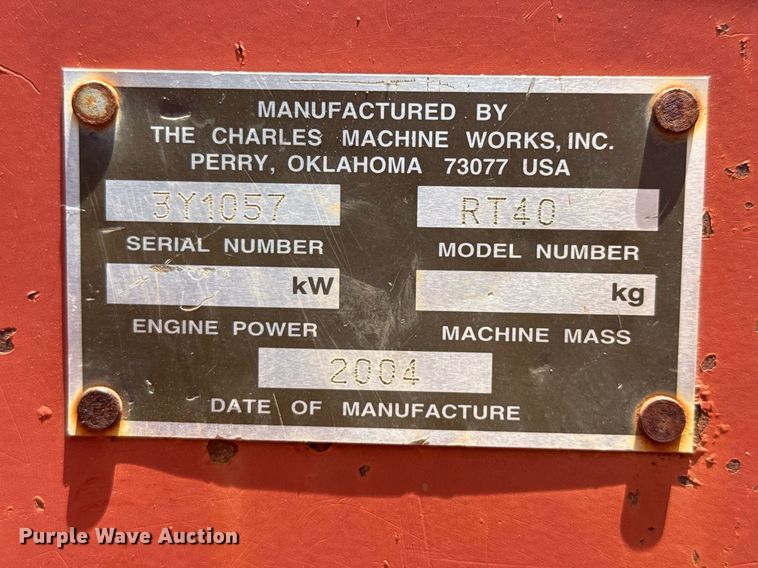 MANUFACTURED BY
THE CHARLES MACHINE WORKS, INC.
PERRY, OKLAHOMA 73077 USA
3Y1057 RT40
SERIAL NUMBER MODEL NUMBER
kW kg
ENGINE POWER MACHINE MASS
2004
DATE OF MANUFACTURE
Purple Wave Auction